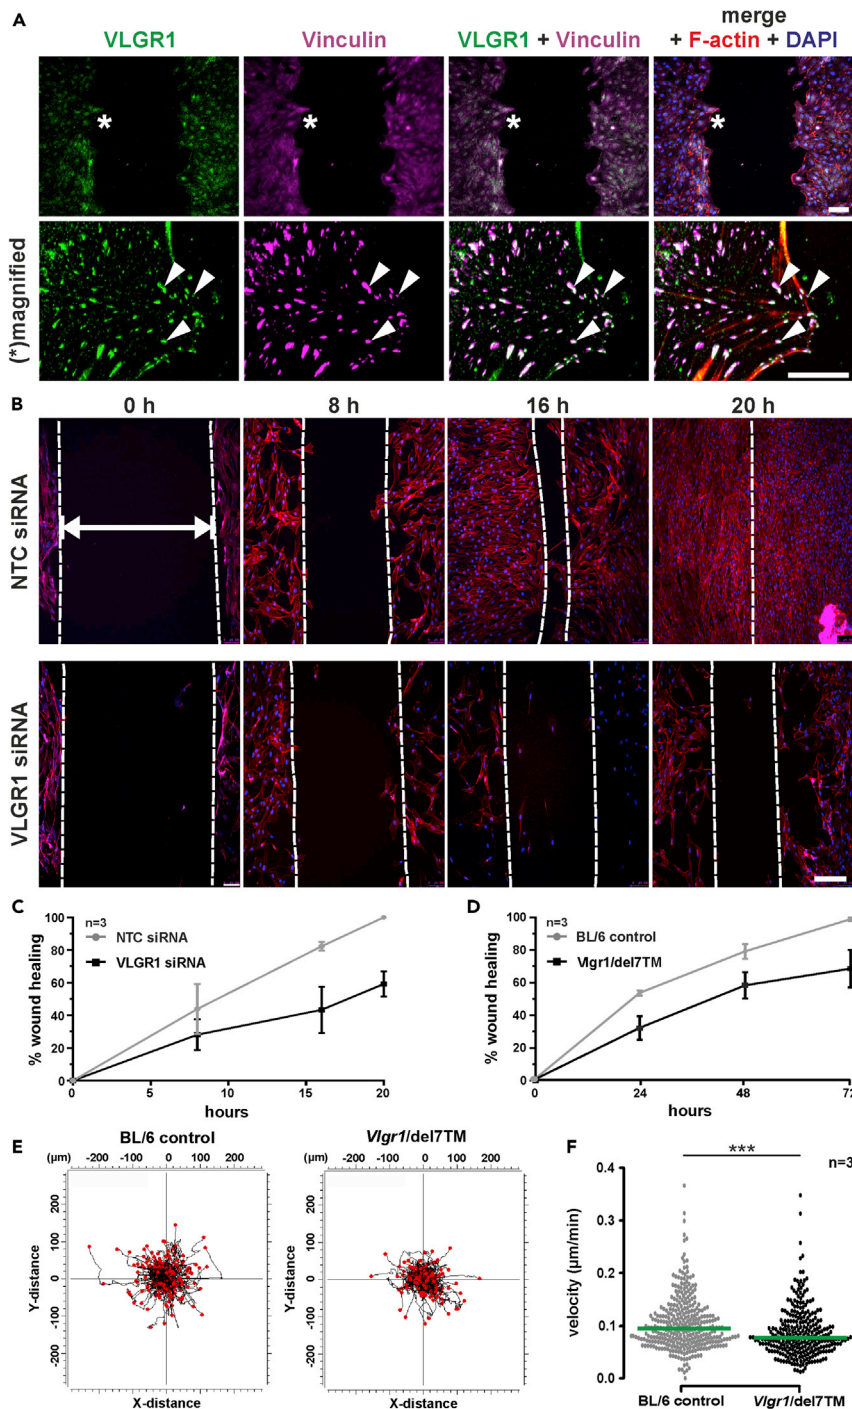 A
VLGR1
Vinculin
VLGR1 + Vinculin
merge
+ F-actin + DAPI
*
*
*
*
(*)magnified
B
0 h
8 h
16 h
20 h
NTC siRNA
VLGR1 siRNA
C
n=3
NTC siRNA
VLGR1 siRNA
% wound healing
100
80
60
40
20
0
0 5 10 15 20
hours
D
n=3
BL/6 control
Vlgr1/del7TM
% wound healing
100
80
60
40
20
0
0 24 48 72
hours
E
BL/6 control
(µm) -200 -100 0 100 200
Y-distance
200
100
0
-100
-200
X-distance
Vlgr1/del7TM
(µm) -200 -100 0 100 200
Y-distance
200
100
0
-100
-200
X-distance
F
***
n=3
velocity (µm/min)
0.4
0.3
0.2
0.1
0.0
BL/6 control
Vlgr1/del7TM